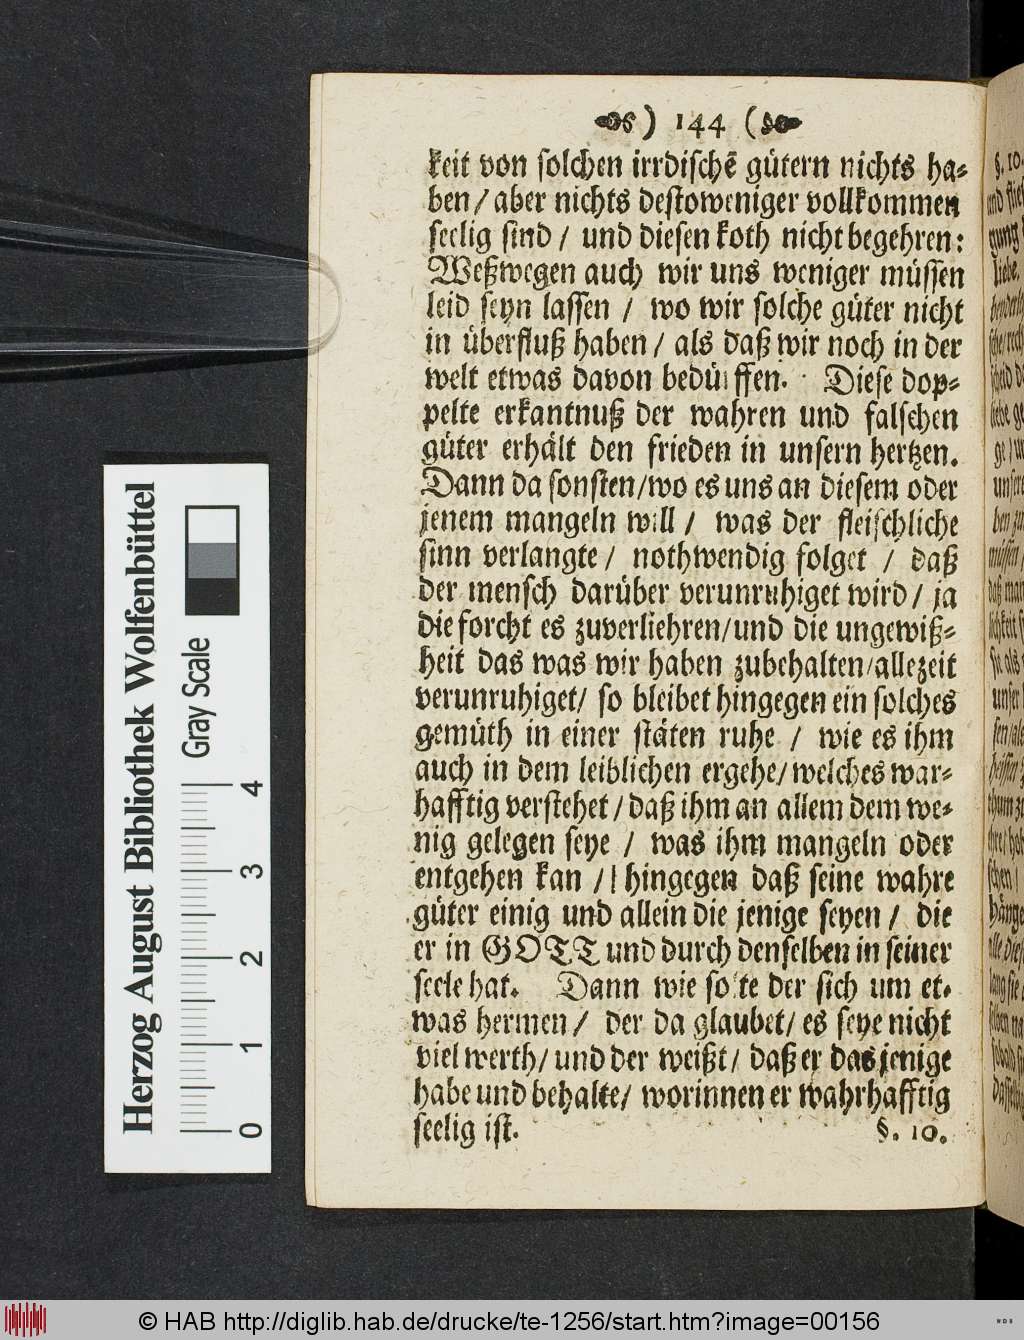 ) 144 (
keit von solchen irrdischē gütern nichts ha-
ben / aber nichts destoweniger vollkommen
seelig sind / und diesen koth nicht begehren:
Weßwegen auch wir uns weniger müssen
leid seyn lassen / wo wir solche güter nicht
in überfluß haben / als daß wir noch in der
welt etwas davon bedürffen. Diese dop-
pelte erkantnuß der wahren und falschen
güter erhält den frieden in unsern hertzen.
Dann da sonsten/wo es uns an diesem oder
jenem mangeln will / was der fleischliche
sinn verlangte / nothwendig folget / daß
der mensch darüber verunruhiget wird / ja
die forcht es zuverliehren/und die ungewiß-
heit das was wir haben zubehalten/allezeit
verunruhiget/ so bleibet hingegen ein solches
gemüth in einer stäten ruhe / wie es ihm
auch in dem leiblichen ergehe/welches war-
hafftig verstehet / daß ihm an allem dem we-
nig gelegen seye / was ihm mangeln oder
entgehen kan / hingegen daß seine wahre
güter einig und allein die jenige seyen / die
er in GOTT und durch denselben in seiner
seele hat. Dann wie solte der sich um et-
was hermen / der da glaubet/ es seye nicht
viel werth/ und der weißt/ daß er dasjenige
habe und behalte/ worinnen er wahrhafftig
seelig ist.
§. 10.
Herzog August Bibliothek Wolfenbüttel
Gray Scale
0 1 2 3 4
© HAB http://diglib.hab.de/drucke/te-1256/start.htm?image=00156